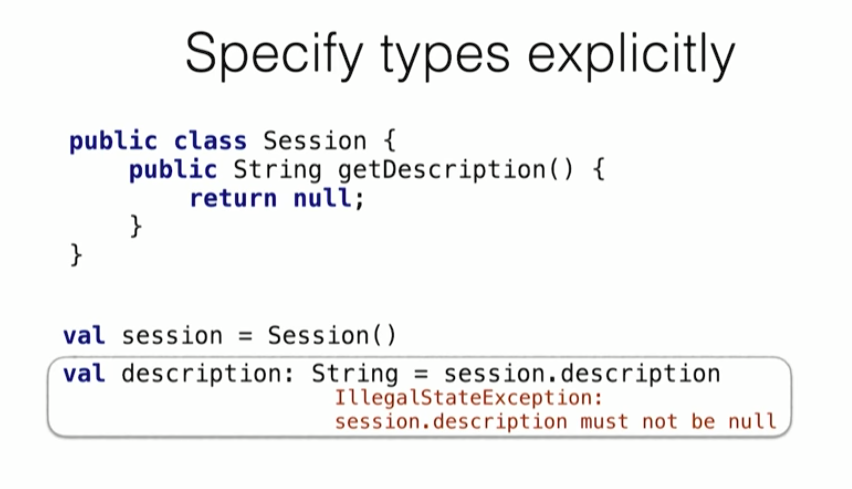 Specify types explicitly
public class Session {
    public String getDescription() {
        return null;
    }
}
val session = Session()
val description: String = session.description
IllegalStateException:
session.description must not be null